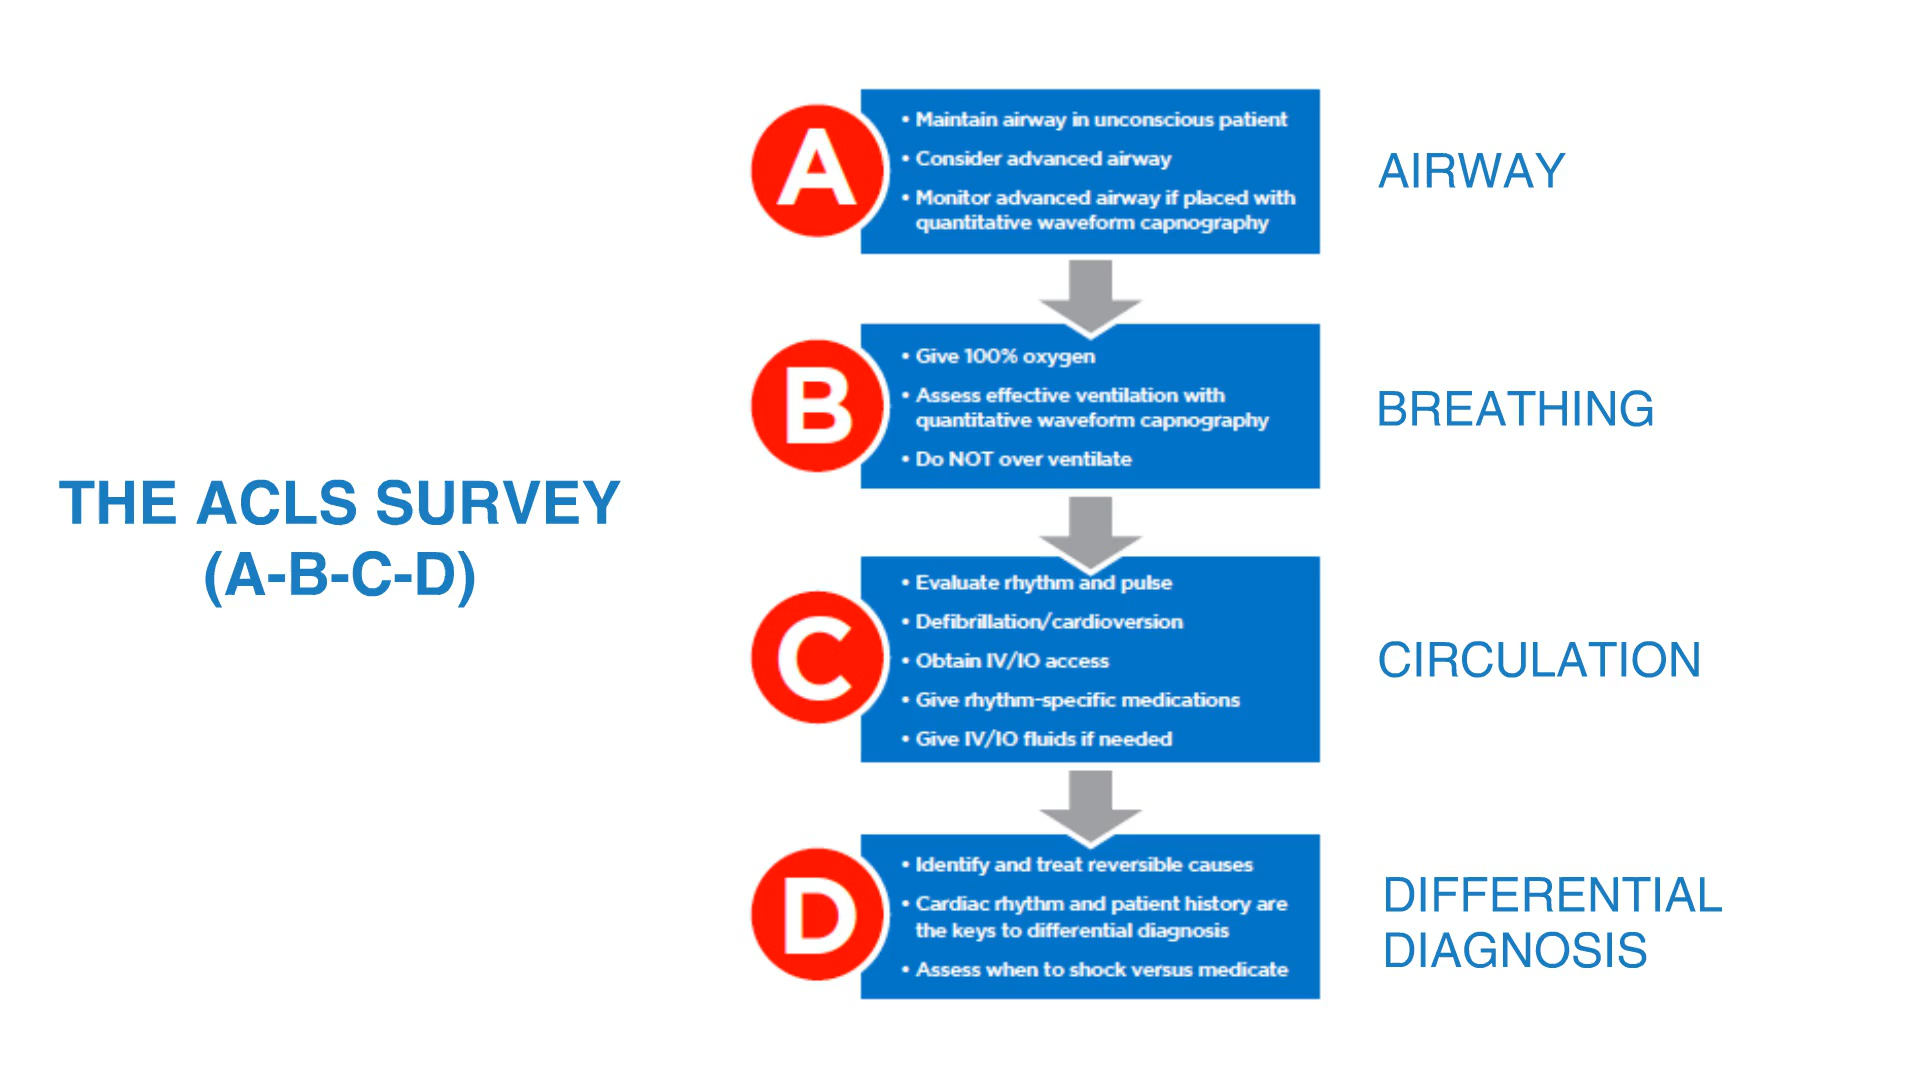 THE ACLS SURVEY
(A-B-C-D)
A
• Maintain airway in unconscious patient
• Consider advanced airway
• Monitor advanced airway if placed with
quantitative waveform capnography
AIRWAY
B
• Give 100% oxygen
• Assess effective ventilation with
quantitative waveform capnography
• Do NOT over ventilate
BREATHING
C
• Evaluate rhythm and pulse
• Defibrillation/cardioversion
• Obtain IV/IO access
• Give rhythm-specific medications
• Give IV/IO fluids if needed
CIRCULATION
D
• Identify and treat reversible causes
• Cardiac rhythm and patient history are
the keys to differential diagnosis
• Assess when to shock versus medicate
DIFFERENTIAL
DIAGNOSIS